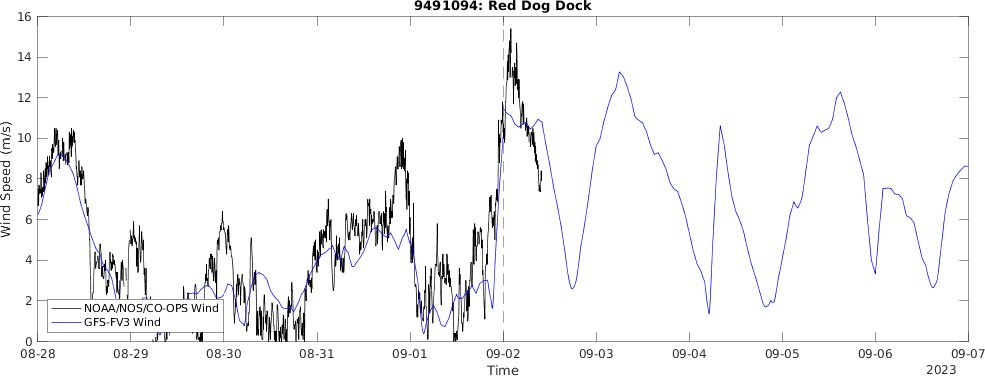 9491094: Red Dog Dock
16
14
12
10
8
6
4
2
0
Wind Speed (m/s)
NOAA/NOS/CO-OPS Wind
GFS-FV3 Wind
08-28 08-29 08-30 08-31 09-01 09-02 09-03 09-04 09-05 09-06 09-07
Time
2023